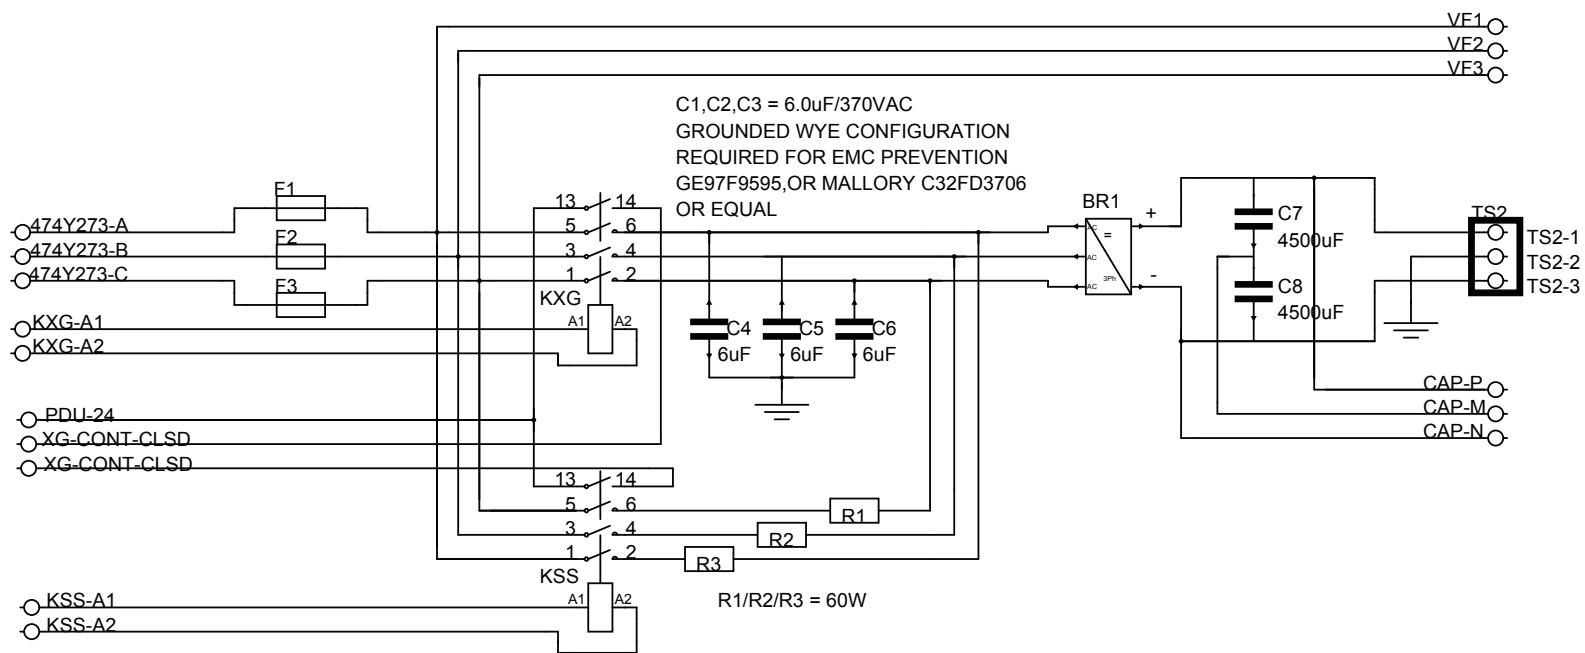 VF1
VF2
VF3
C1,C2,C3 = 6.0uF/370VAC
GROUNDED WYE CONFIGURATION
REQUIRED FOR EMC PREVENTION
GE97F9595,OR MALLORY C32FD3706
OR EQUAL
F1
F2
F3
474Y273-A
474Y273-B
474Y273-C
KXG-A1
KXG-A2
13 14
5 6
3 4
1 2
KXG
A1 A2
C4
6uF
C5
6uF
C6
6uF
BR1
+
-
AC
AC
AC
=
3Ph
C7
4500uF
C8
4500uF
TS2
TS2-1
TS2-2
TS2-3
CAP-P
CAP-M
CAP-N
PDU-24
XG-CONT-CLSD
XG-CONT-CLSD
13 14
5 6
3 4
1 2
KSS
A1 A2
R1
R2
R3
R1/R2/R3 = 60W
KSS-A1
KSS-A2